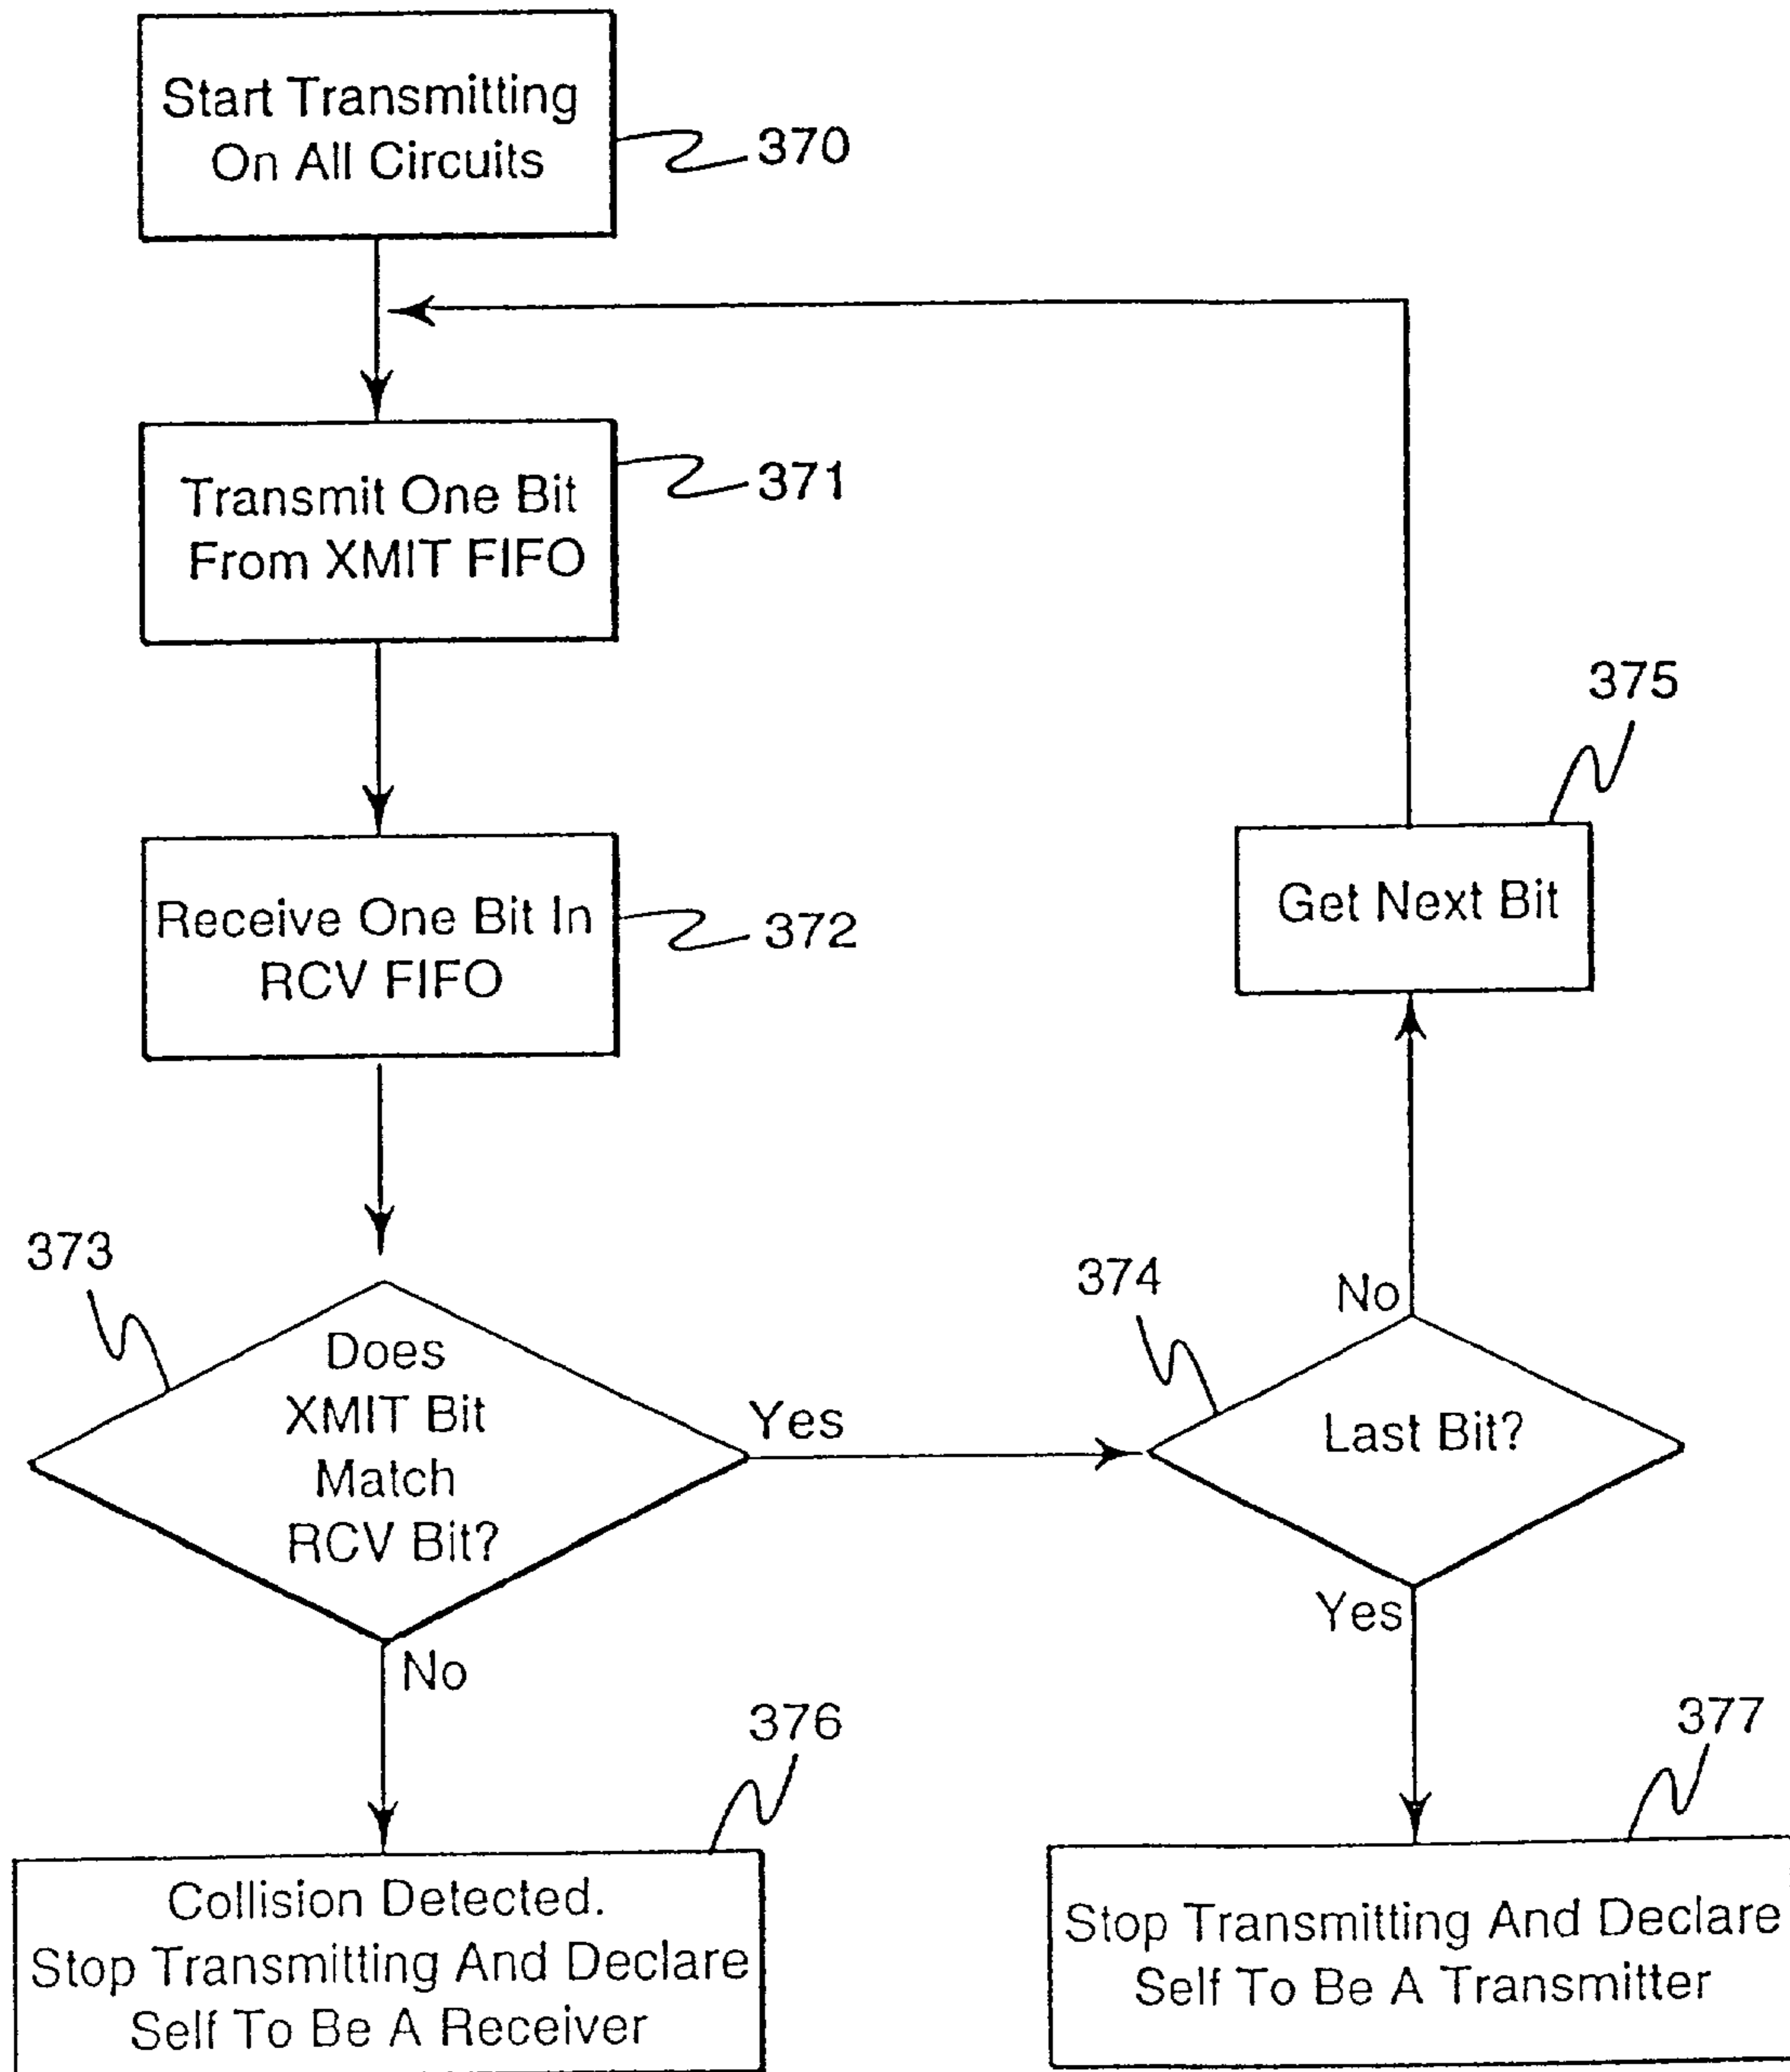 Start Transmitting
On All Circuits
370
Transmit One Bit
From XMIT FIFO
371
375
Get Next Bit
Receive One Bit In
RCV FIFO
372
373
Does
XMIT Bit
Match
RCV Bit?
Yes
No
374
Last Bit?
No
Yes
376
Collision Detected.
Stop Transmitting And Declare
Self To Be A Receiver
377
Stop Transmitting And Declare
Self To Be A Transmitter